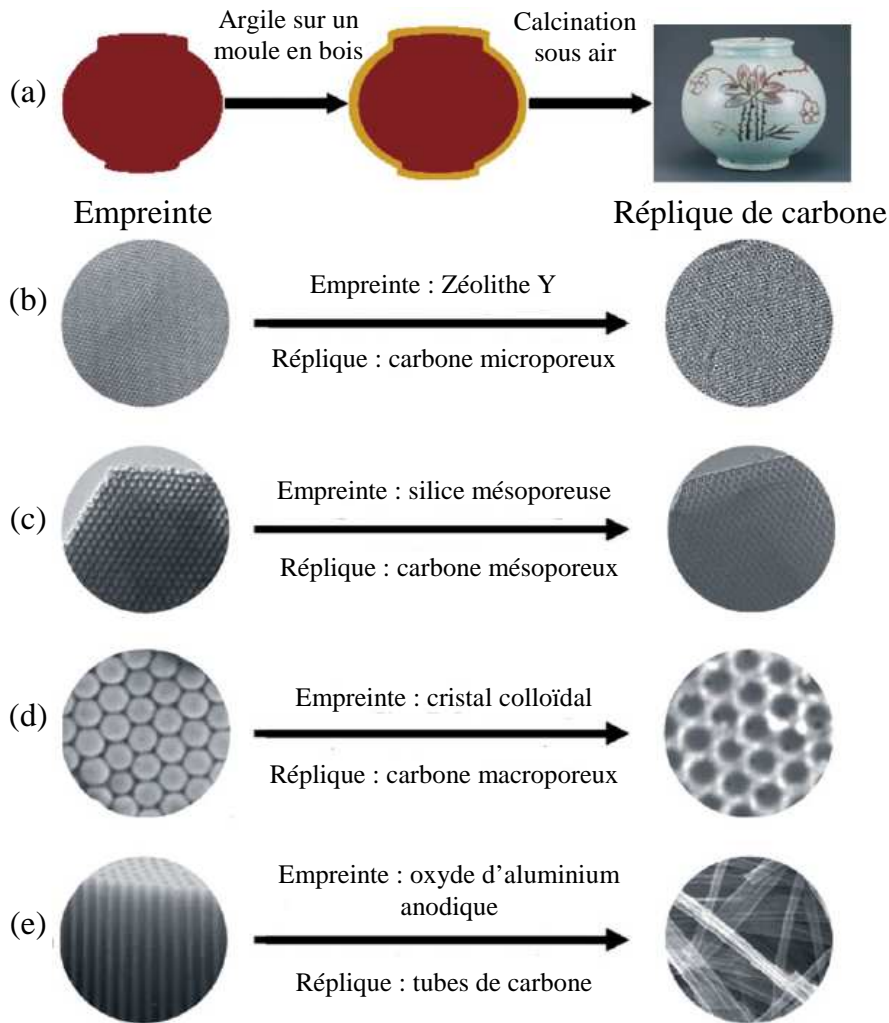 Argile sur un
moule en bois
Calcination
sous air
(a)
Empreinte
Réplique de carbone
(b)
Empreinte : Zéolithe Y
Réplique : carbone microporeux
(c)
Empreinte : silice mésoporeuse
Réplique : carbone mésoporeux
(d)
Empreinte : cristal colloïdal
Réplique : carbone macroporeux
(e)
Empreinte : oxyde d’aluminium
anodique
Réplique : tubes de carbone